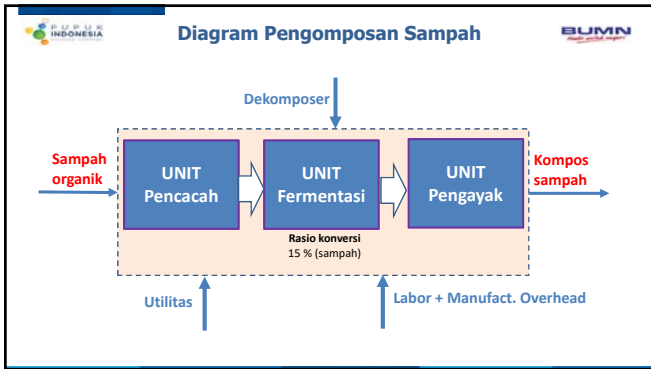 PUPUK
INDONESIA
Diagram Pengomposan Sampah
BUMN
Dekomposer
Sampah
organik
UNIT
Pencacah
UNIT
Fermentasi
UNIT
Pengayak
Kompos
sampah
Rasio konversi
15 % (sampah)
Utilitas
Labor + Manufact. Overhead